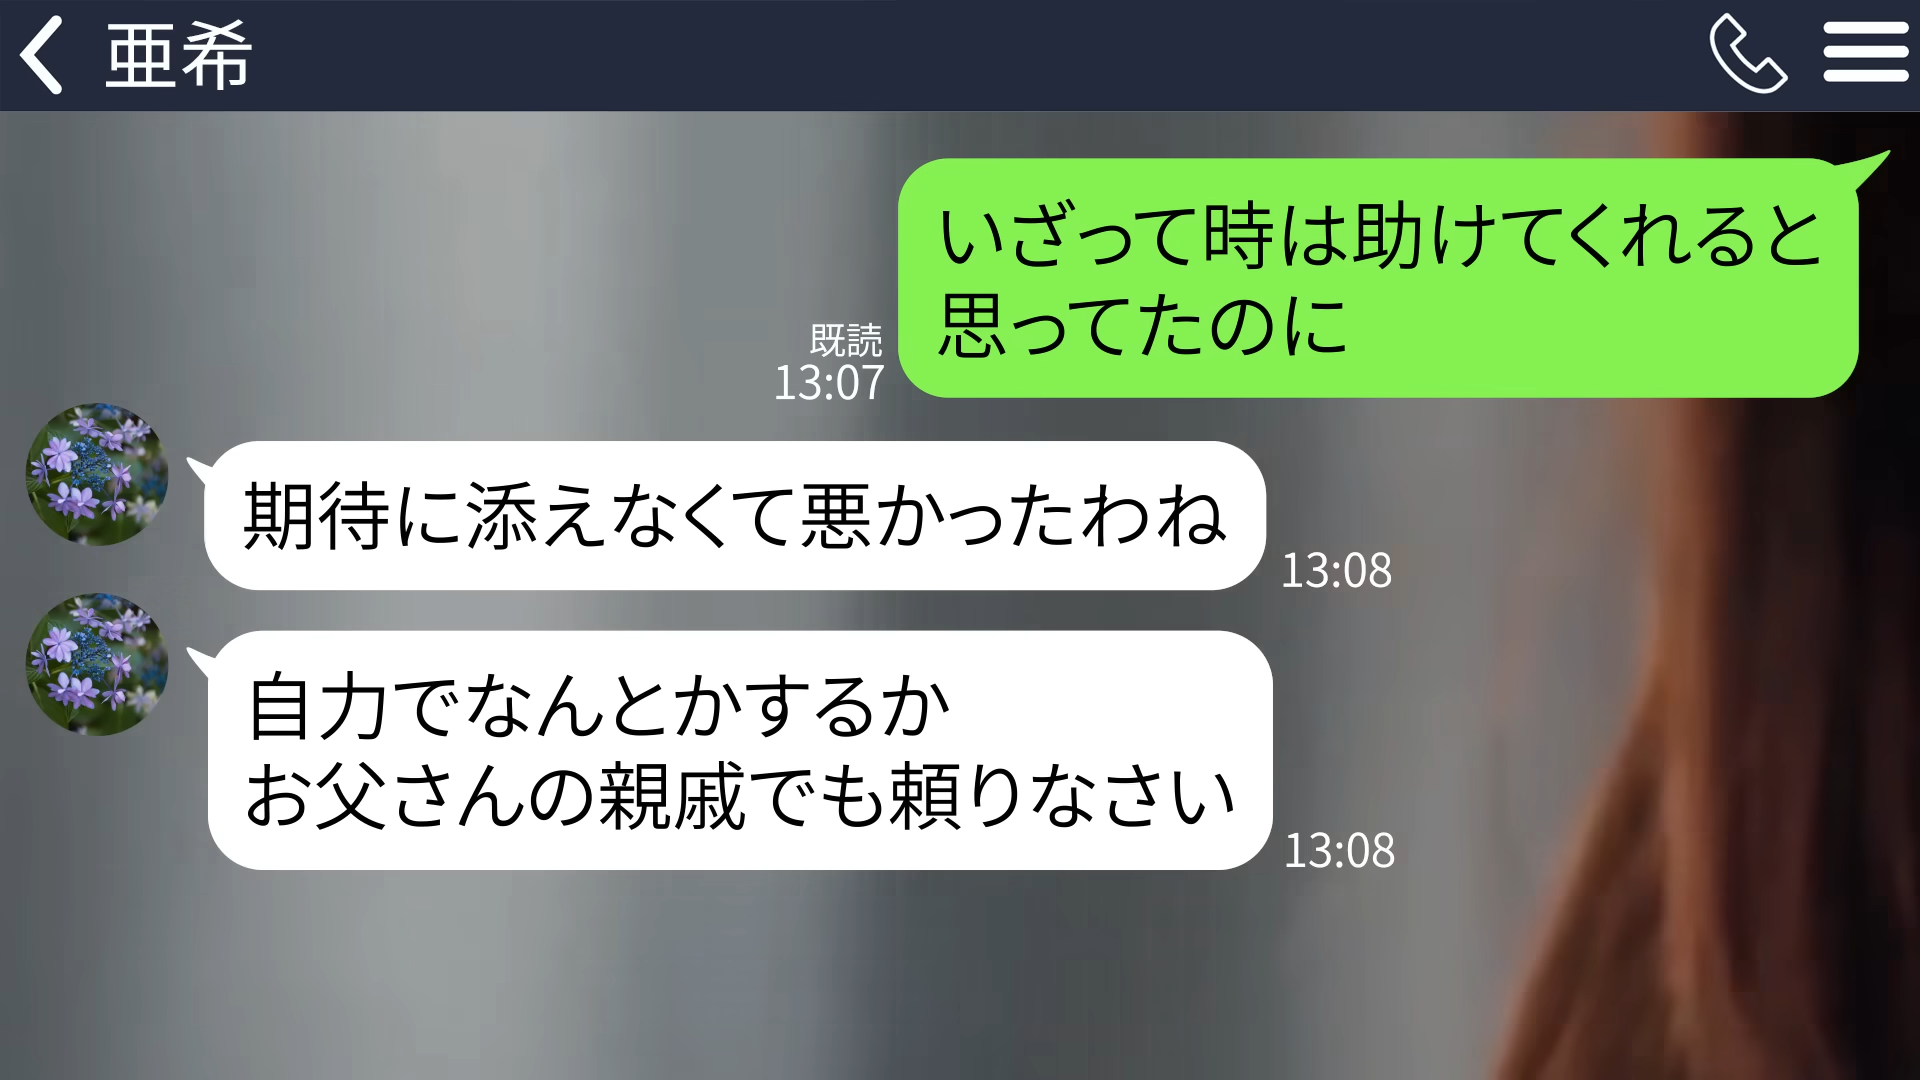 亜希
いざって時は助けてくれると
思ってたのに
既読
13:07
期待に添えなくて悪かったわね
13:08
自力でなんとかするか
お父さんの親戚でも頼りなさい
13:08